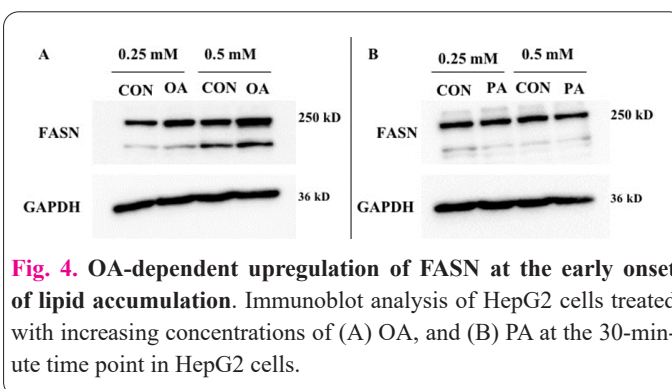 A
0.25 mM 0.5 mM
CON OA CON OA
FASN
250 kD
GAPDH
36 kD
B
0.25 mM 0.5 mM
CON PA CON PA
FASN
250 kD
GAPDH
36 kD
Fig. 4. OA-dependent upregulation of FASN at the early onset
of lipid accumulation. Immunoblot analysis of HepG2 cells treated
with increasing concentrations of (A) OA, and (B) PA at the 30-min-
ute time point in HepG2 cells.